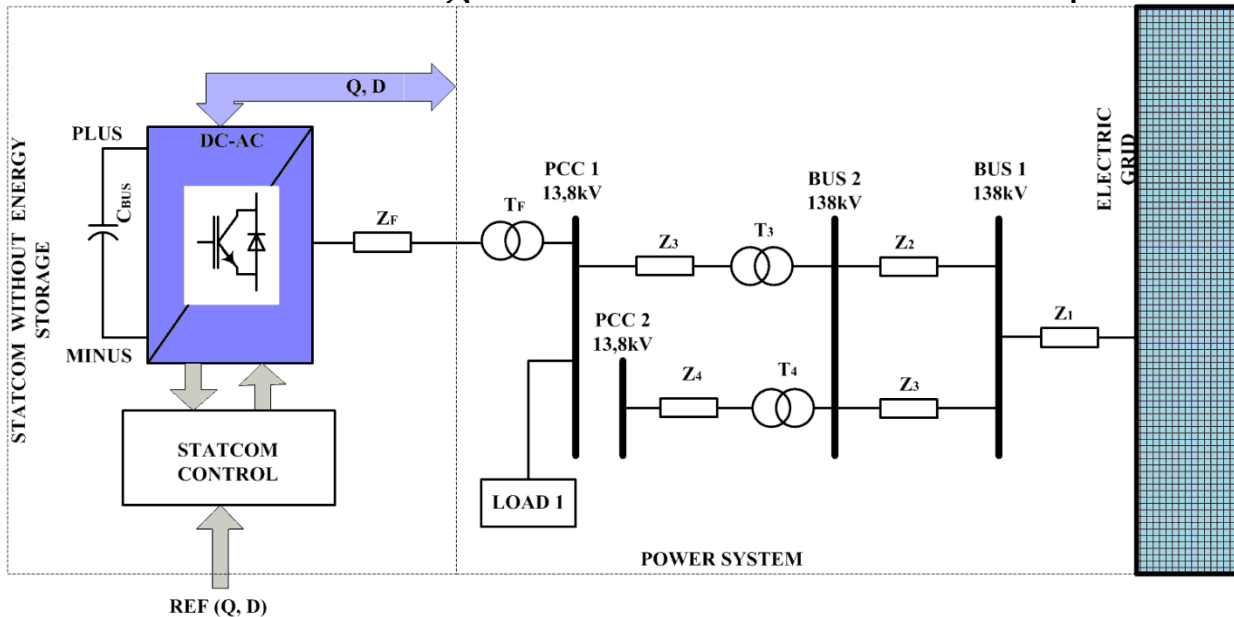 STATCOM WITHOUT ENERGY
STORAGE
Q, D
PLUS
DC-AC
CBUS
MINUS
ZF
STATCOM
CONTROL
REF (Q, D)
TF
PCC 1
13,8kV
Z3
T3
BUS 2
138kV
Z2
BUS 1
138kV
Z1
PCC 2
13,8kV
Z4
T4
Z3
LOAD 1
POWER SYSTEM
ELECTRIC
GRID